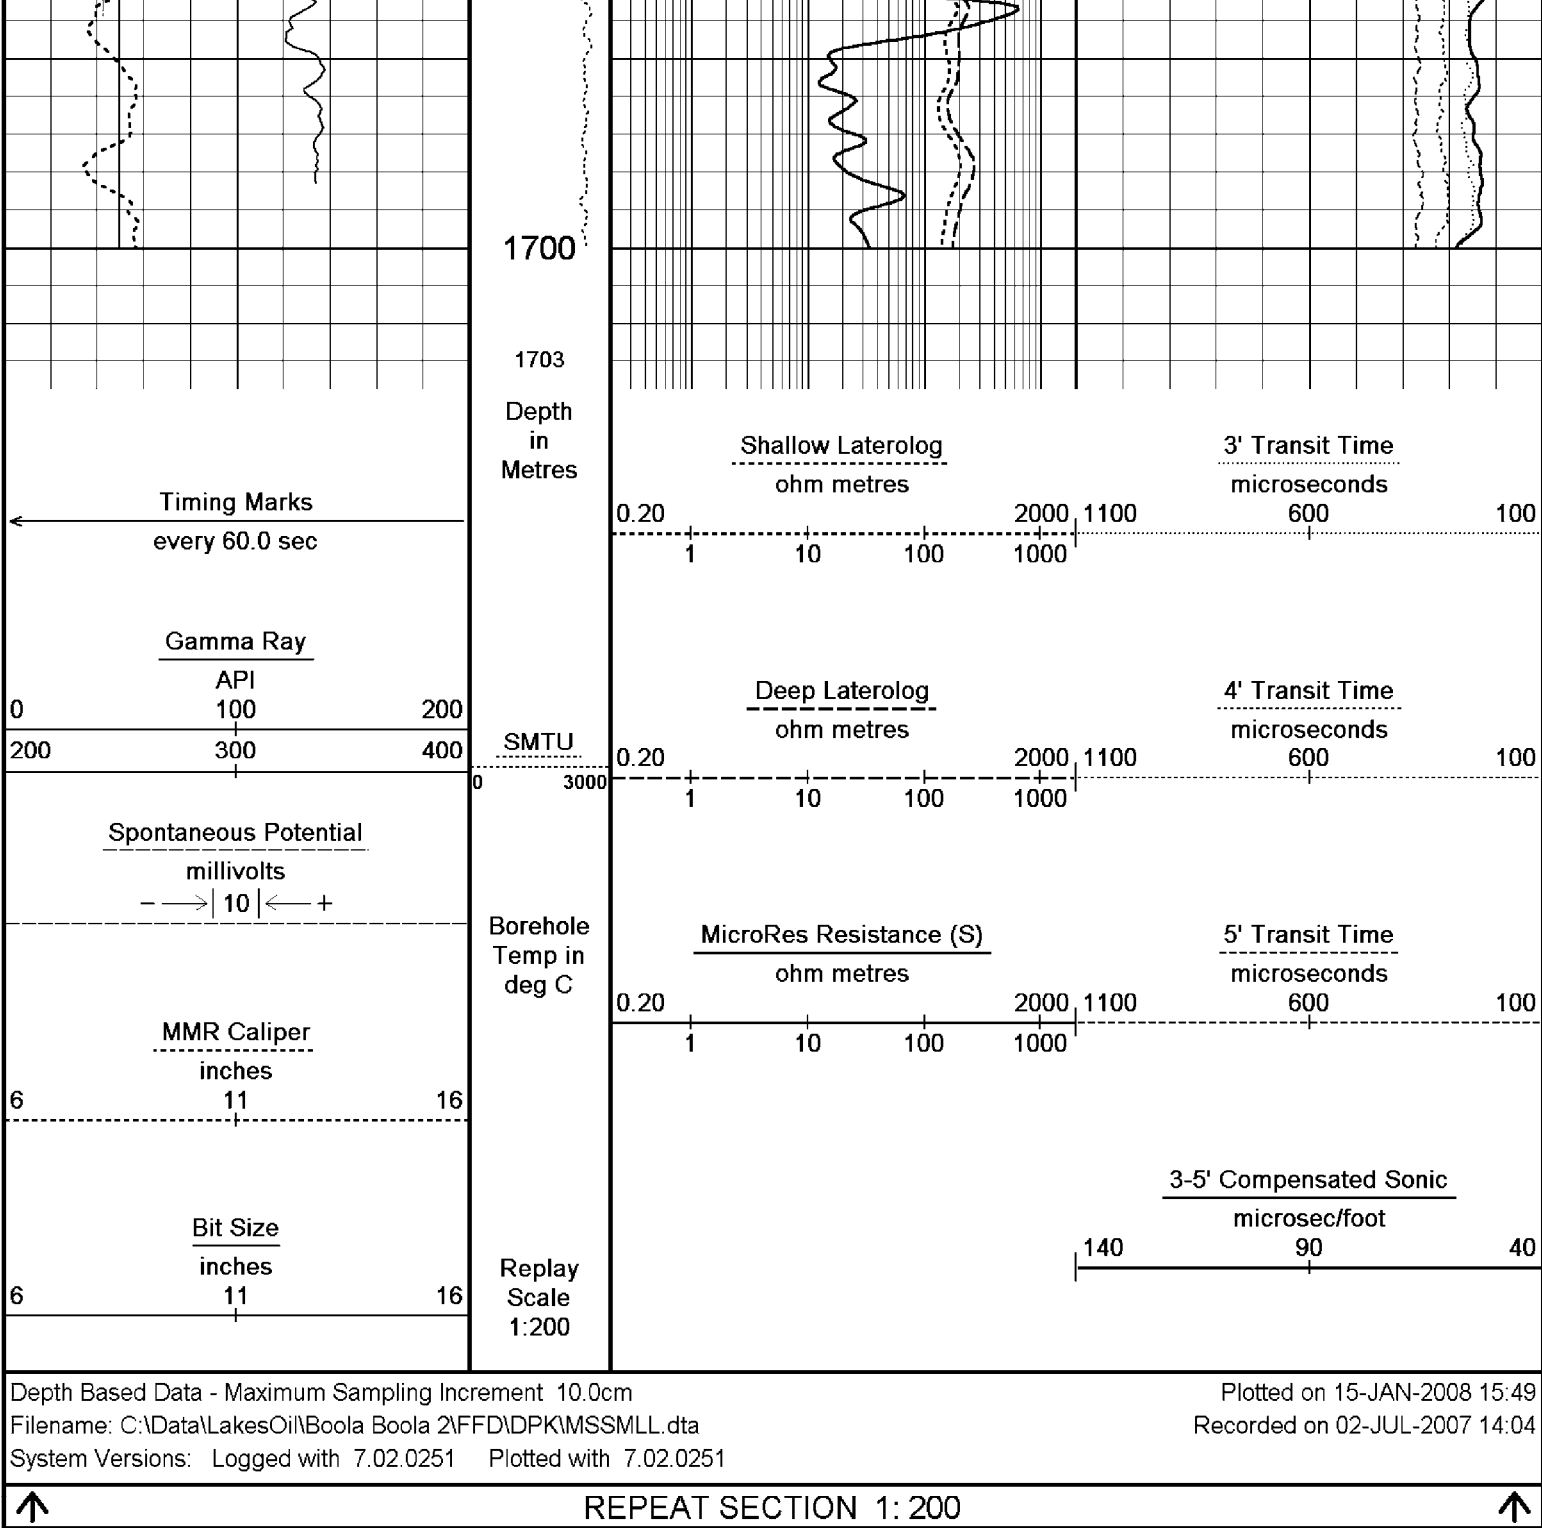 1700
1703
Depth
in
Metres
Timing Marks
every 60.0 sec
Gamma Ray
API
0 100 200
200 300 400
Spontaneous Potential
millivolts
− 10 +
MMR Caliper
inches
6 11 16
Bit Size
inches
6 11 16
SMTU
0 3000
Borehole
Temp in
deg C
Replay
Scale
1:200
Shallow Laterolog
ohm metres
0.20 2000
1 10 100 1000
Deep Laterolog
ohm metres
0.20 2000
1 10 100 1000
MicroRes Resistance (S)
ohm metres
0.20 2000
1 10 100 1000
3' Transit Time
microseconds
1100 600 100
4' Transit Time
microseconds
1100 600 100
5' Transit Time
microseconds
1100 600 100
3-5' Compensated Sonic
microsec/foot
140 90 40
Depth Based Data - Maximum Sampling Increment 10.0cm
Plotted on 15-JAN-2008 15:49
Filename: C:\Data\LakesOil\Boola Boola 2\FFD\DPK\MSSMLL.dta
Recorded on 02-JUL-2007 14:04
System Versions: Logged with 7.02.0251 Plotted with 7.02.0251
REPEAT SECTION 1: 200